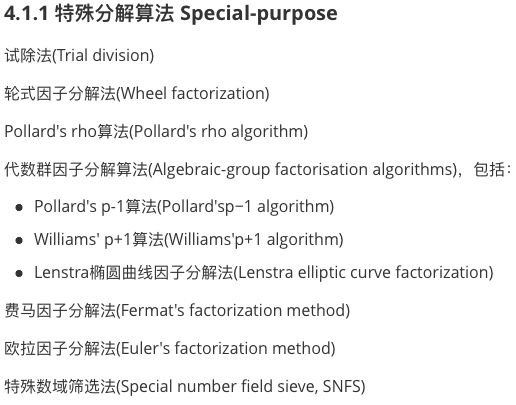 4.1.1 特殊分解算法 Special-purpose
试除法(Trial division)
轮式因子分解法(Wheel factorization)
Pollard's rho算法(Pollard's rho algorithm)
代数群因子分解算法(Algebraic-group factorisation algorithms)，包括：
Pollard's p-1算法(Pollard'sp−1 algorithm)
Williams' p+1算法(Williams'p+1 algorithm)
Lenstra椭圆曲线因子分解法(Lenstra elliptic curve factorization)
费马因子分解法(Fermat's factorization method)
欧拉因子分解法(Euler's factorization method)
特殊数域筛选法(Special number field sieve, SNFS)